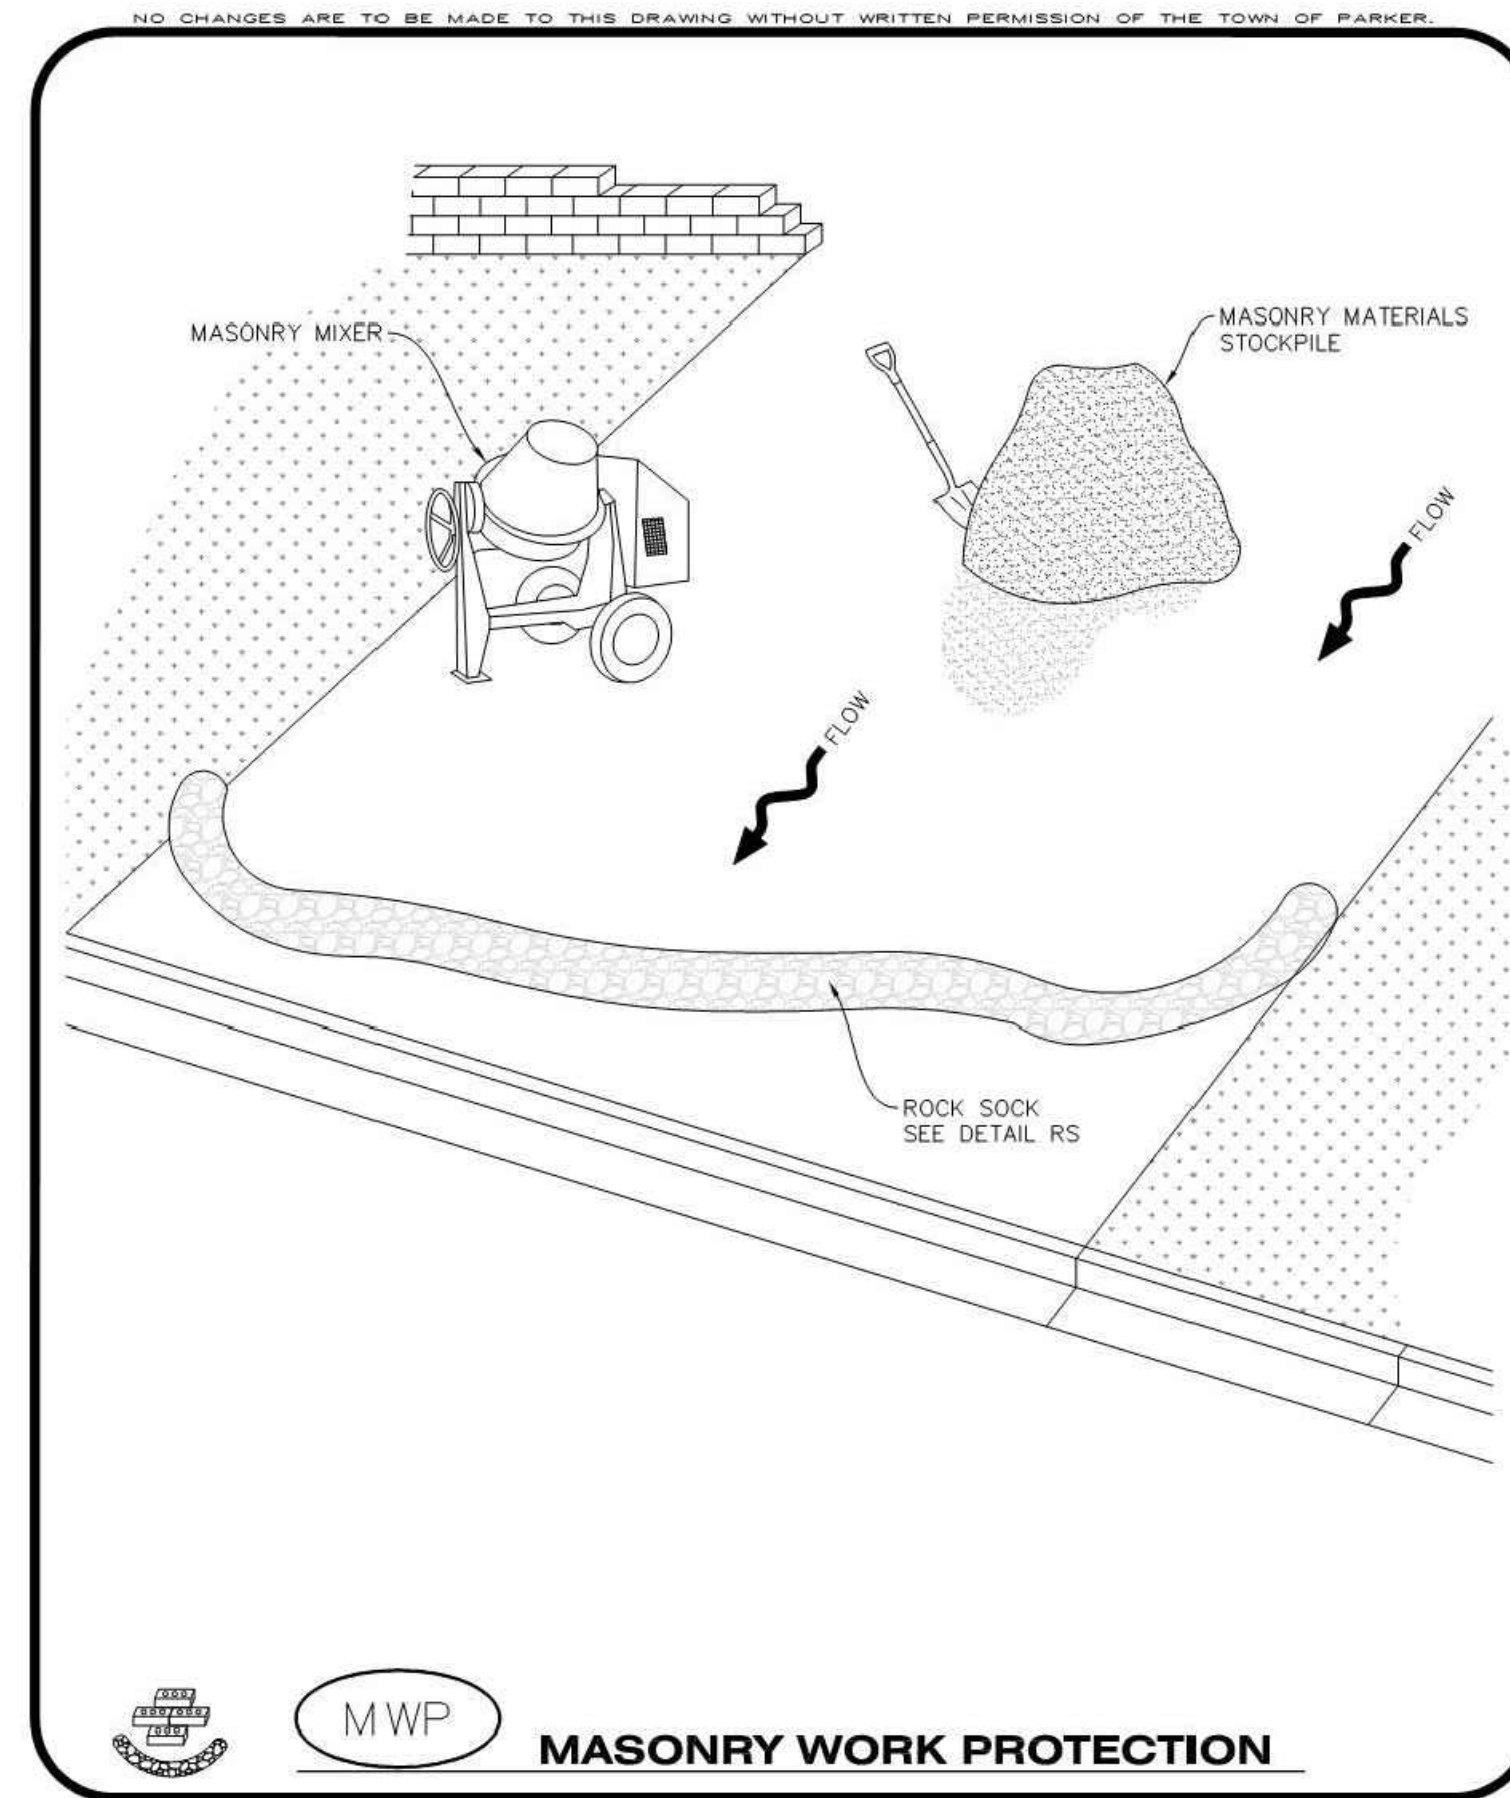 NO CHANGES ARE TO BE MADE TO THIS DRAWING WITHOUT WRITTEN PERMISSION OF THE TOWN OF PARKER.
MASONRY MIXER
MASONRY MATERIALS
STOCKPILE
FLOW
FLOW
ROCK SOCK
SEE DETAIL RS
MWP
MASONRY WORK PROTECTION